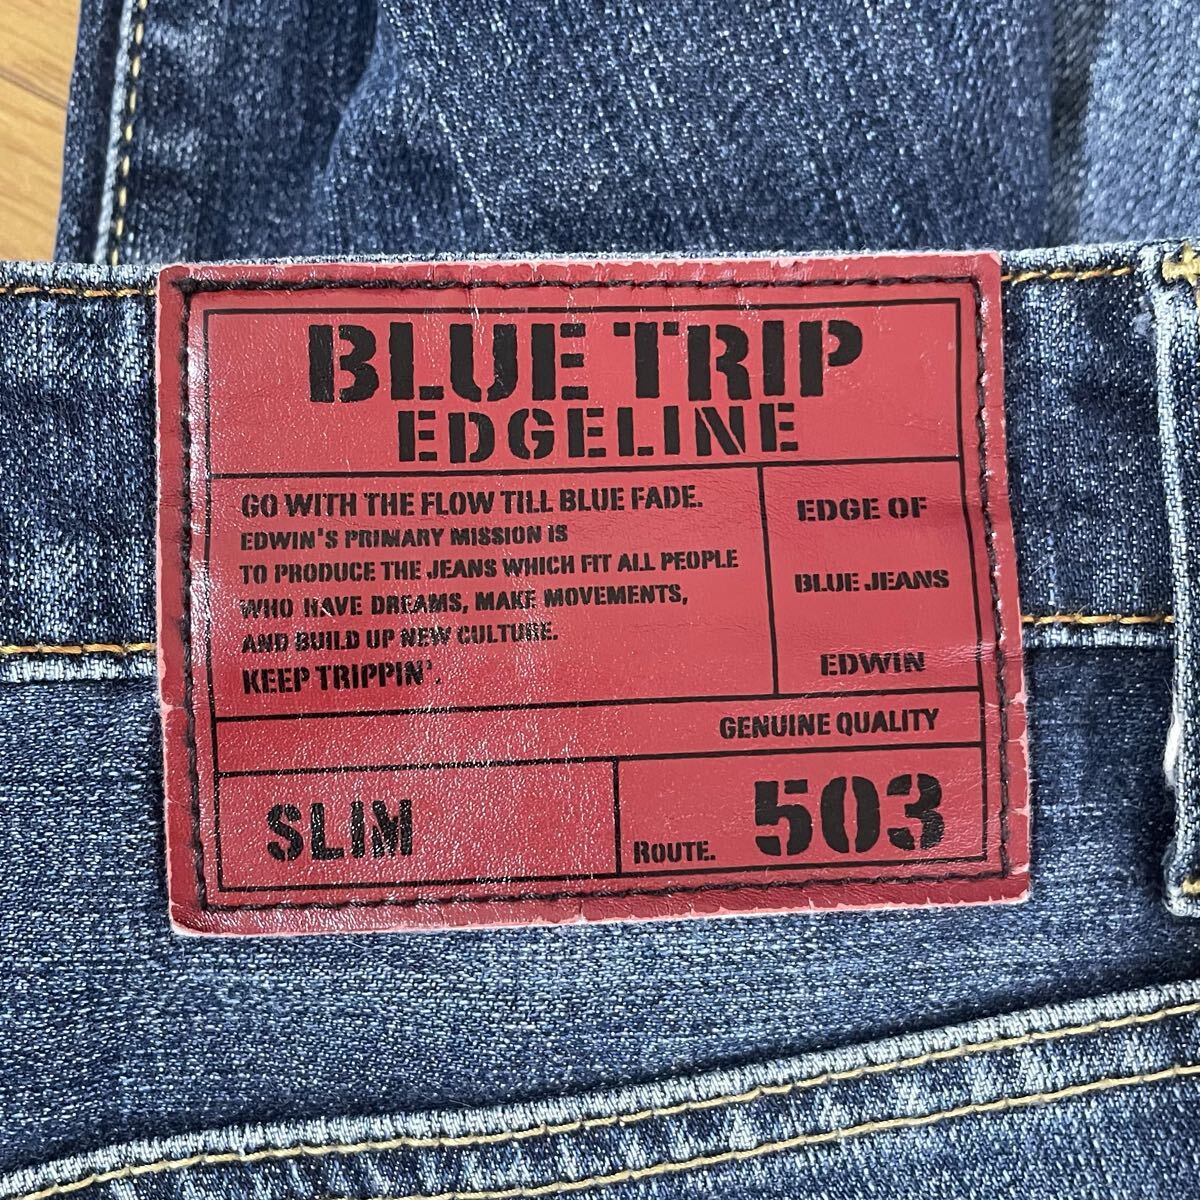 BLUE TRIP
EDGELINE
GO WITH THE FLOW TILL BLUE FADE.
EDWIN'S PRIMARY MISSION IS
TO PRODUCE THE JEANS WHICH FIT ALL PEOPLE
WHO HAVE DREAMS, MAKE MOVEMENTS,
AND BUILD UP NEW CULTURE.
KEEP TRIPPIN'.
EDGE OF
BLUE JEANS
EDWIN
GENUINE QUALITY
SLIM
ROUTE. 503